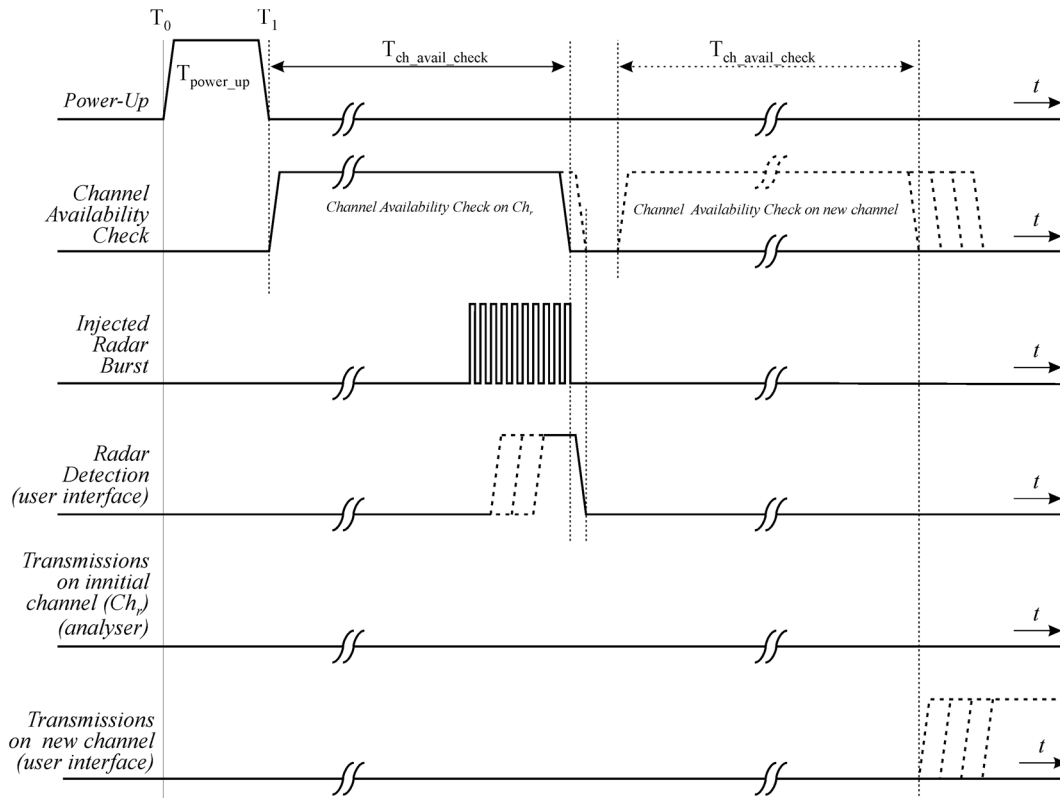 T0 T1
Tch_avail_check Tch_avail_check
Tpower_up
t
Power-Up
Channel
Availability
Check
Channel Availability Check on Chr
Channel Availability Check on new channel
t
Injected
Radar
Burst
t
Radar
Detection
(user interface)
t
Transmissions
on innitial
channel (Chr)
(analyser)
t
Transmissions
on new channel
(user interface)
t